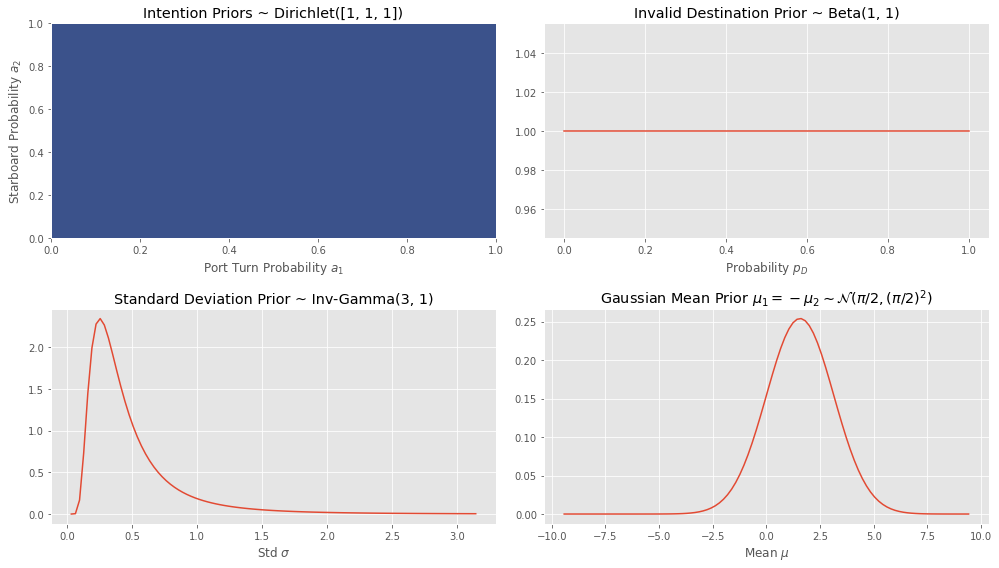 Intention Priors ~ Dirichlet([1, 1, 1])
1.0
0.8
0.6
0.4
0.2
0.0
Starboard Probability a₂
0.0 0.2 0.4 0.6 0.8 1.0
Port Turn Probability a₁
Invalid Destination Prior ~ Beta(1, 1)
1.04
1.02
1.00
0.98
0.96
0.0 0.2 0.4 0.6 0.8 1.0
Probability p_D
Standard Deviation Prior ~ Inv-Gamma(3, 1)
2.0
1.5
1.0
0.5
0.0
0.0 0.5 1.0 1.5 2.0 2.5 3.0
Std σ
Gaussian Mean Prior μ₁ = −μ₂ ∼ 𝒩(π/2, (π/2)²)
0.25
0.20
0.15
0.10
0.05
0.00
−10.0 −7.5 −5.0 −2.5 0.0 2.5 5.0 7.5 10.0
Mean μ